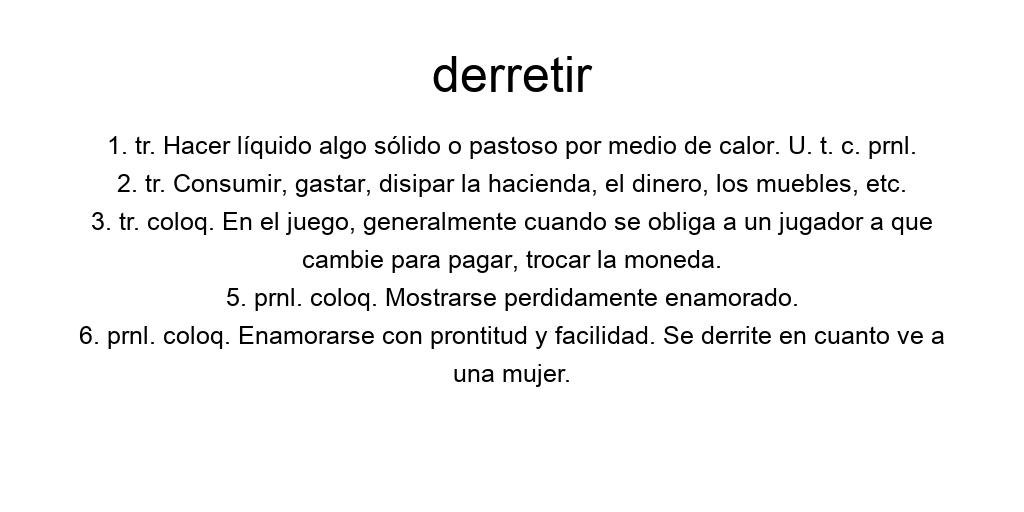 derretir
1. tr. Hacer líquido algo sólido o pastoso por medio de calor. U. t. c. prnl.
2. tr. Consumir, gastar, disipar la hacienda, el dinero, los muebles, etc.
3. tr. coloq. En el juego, generalmente cuando se obliga a un jugador a que
cambie para pagar, trocar la moneda.
5. prnl. coloq. Mostrarse perdidamente enamorado.
6. prnl. coloq. Enamorarse con prontitud y facilidad. Se derrite en cuanto ve a
una mujer.